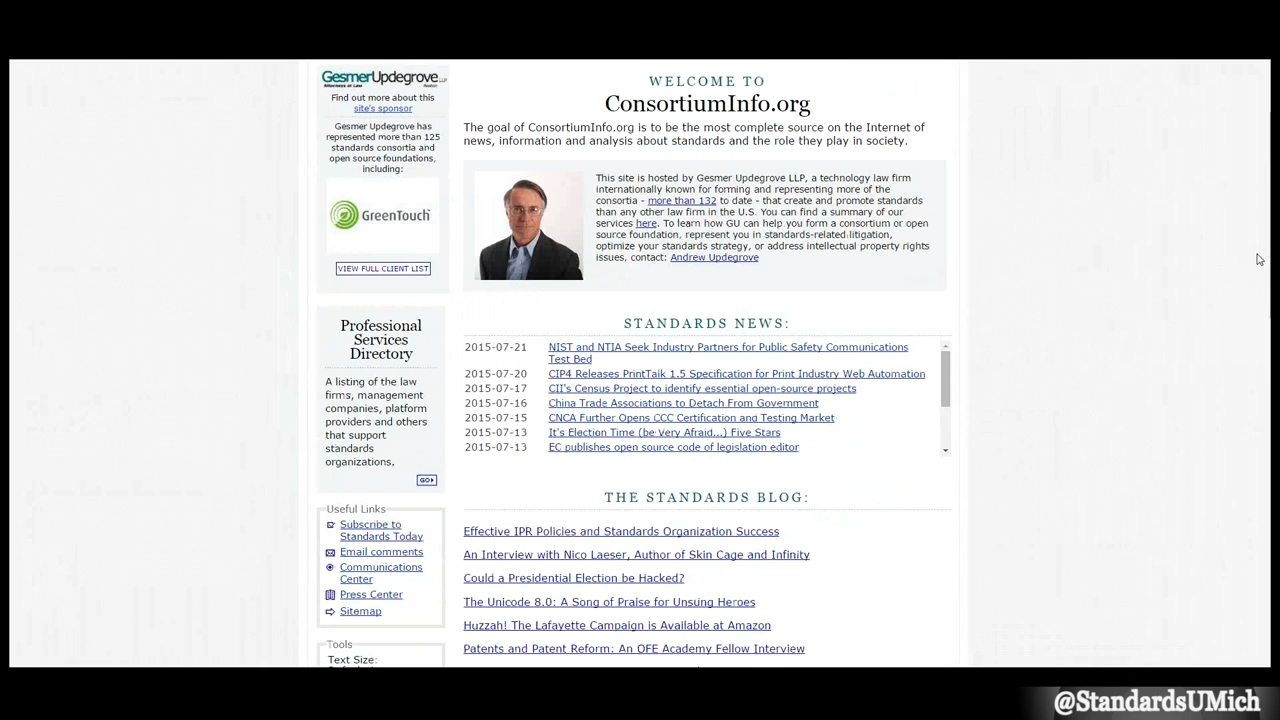 GesmerUpdegrove LLP
Attorneys at Law
Find out more about this
site's sponsor
Gesmer Updegrove has
represented more than 125
standards consortia and
open source foundations,
including:
GreenTouch
VIEW FULL CLIENT LIST
Professional
Services
Directory
A listing of the law
firms, management
companies, platform
providers and others
that support
standards
organizations.
GO
Useful Links
Subscribe to
Standards Today
Email comments
Communications
Center
Press Center
Sitemap
Tools
Text Size:
WELCOME TO
ConsortiumInfo.org
The goal of ConsortiumInfo.org is to be the most complete source on the Internet of
news, information and analysis about standards and the role they play in society.
This site is hosted by Gesmer Updegrove LLP, a technology law firm
internationally known for forming and representing more of the
consortia - more than 132 to date - that create and promote standards
than any other law firm in the U.S. You can find a summary of our
services here. To learn how GU can help you form a consortium or open
source foundation, represent you in standards-related litigation,
optimize your standards strategy, or address intellectual property rights
issues, contact: Andrew Updegrove
STANDARDS NEWS:
2015-07-21 NIST and NTIA Seek Industry Partners for Public Safety Communications
Test Bed
2015-07-20 CIP4 Releases PrintTalk 1.5 Specification for Print Industry Web Automation
2015-07-17 CII's Census Project to identify essential open-source projects
2015-07-16 China Trade Associations to Detach From Government
2015-07-15 CNCA Further Opens CCC Certification and Testing Market
2015-07-13 It's Election Time (be Very Afraid...) Five Stars
2015-07-13 EC publishes open source code of legislation editor
THE STANDARDS BLOG:
Effective IPR Policies and Standards Organization Success
An Interview with Nico Laeser, Author of Skin Cage and Infinity
Could a Presidential Election be Hacked?
The Unicode 8.0: A Song of Praise for Unsung Heroes
Huzzah! The Lafayette Campaign is Available at Amazon
Patents and Patent Reform: An OFE Academy Fellow Interview
@StandardsUMich